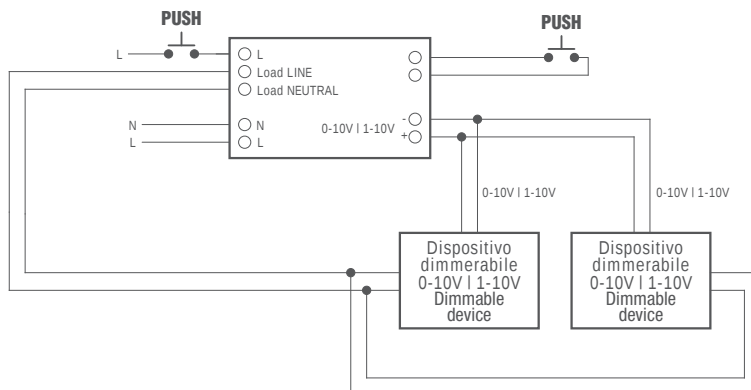 PUSH
PUSH
L
L
Load LINE
Load NEUTRAL
N
N
L
L
0-10V | 1-10V
-
+
0-10V | 1-10V
0-10V | 1-10V
Dispositivo
dimmerabile
0-10V | 1-10V
Dimmable
device
Dispositivo
dimmerabile
0-10V | 1-10V
Dimmable
device